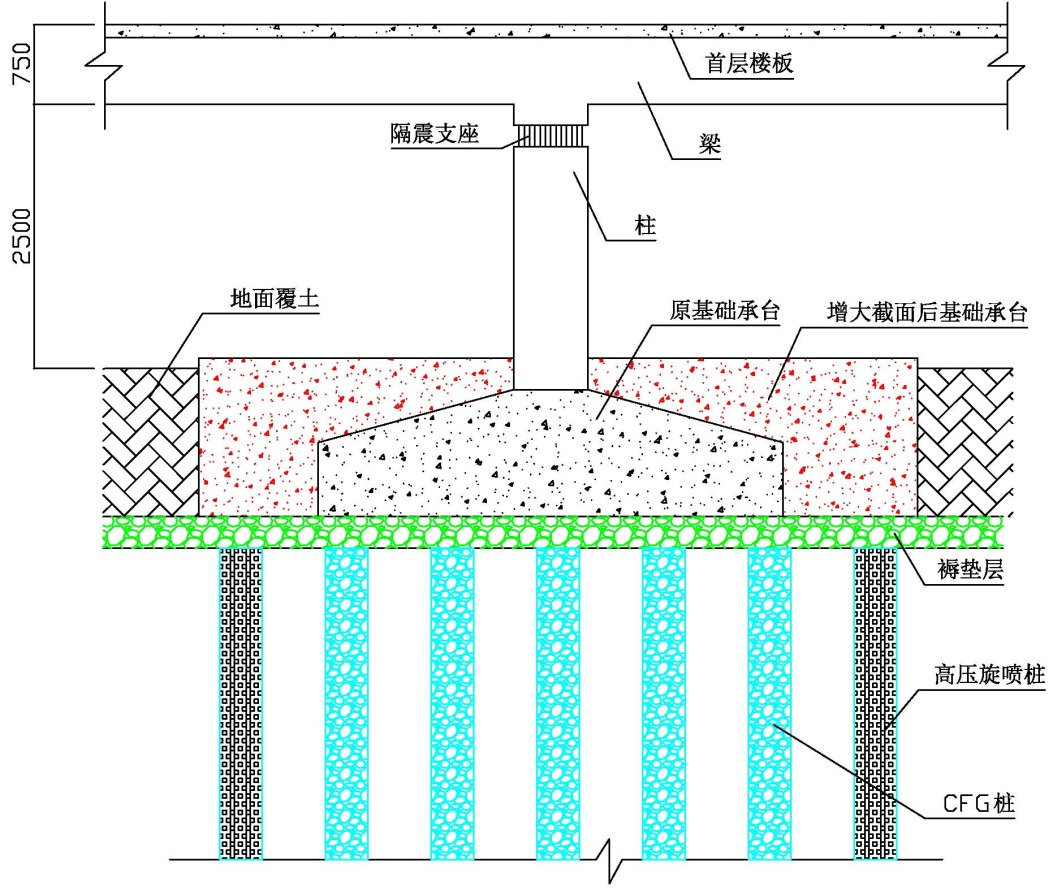 750
首层楼板
隔震支座
梁
柱
2500
地面覆土
原基础承台
增大截面后基础承台
褥垫层
高压旋喷桩
CFG桩